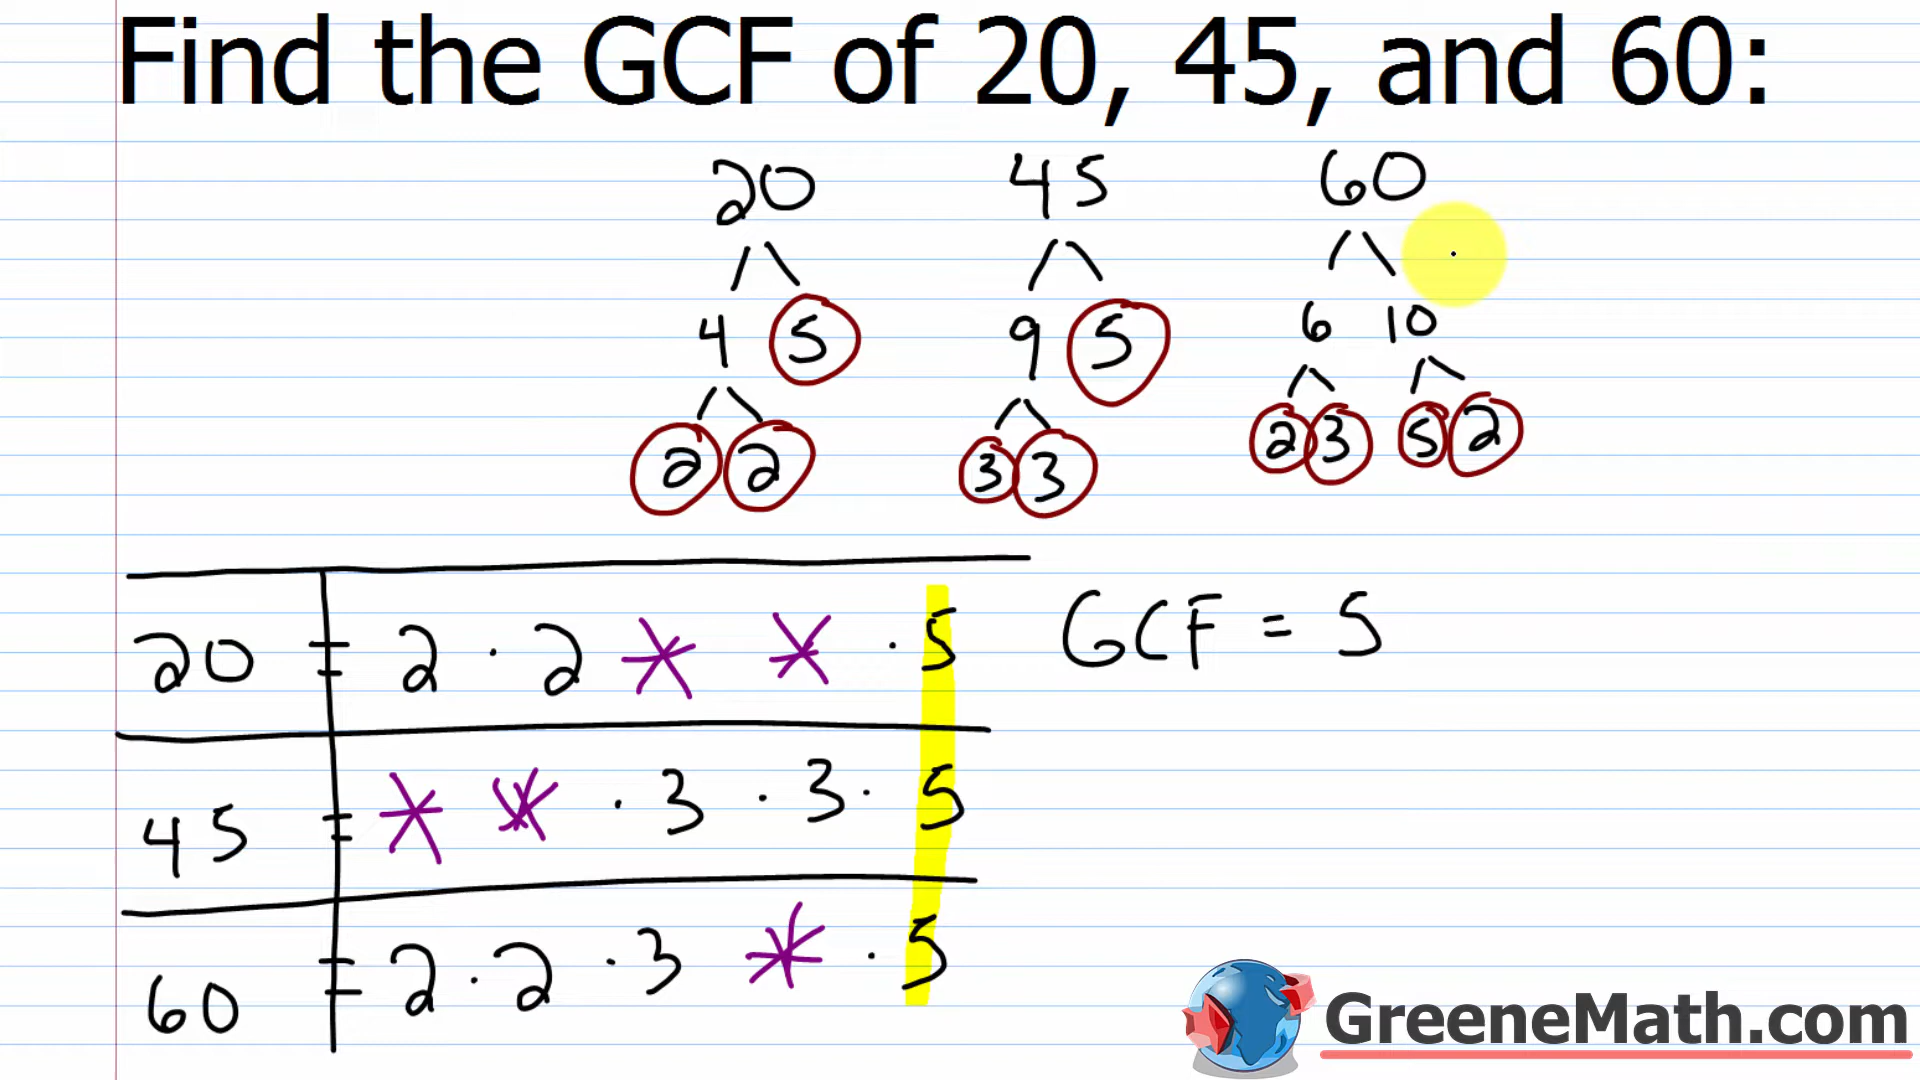 Find the GCF of 20, 45, and 60:
20 45 60
4 5 9 5 6 10
2 2 3 3 2 3 5 2
20 = 2 · 2 * * · 5
GCF = 5
45 = * * · 3 · 3 · 5
60 = 2 · 2 · 3 * · 5
GreeneMath.com